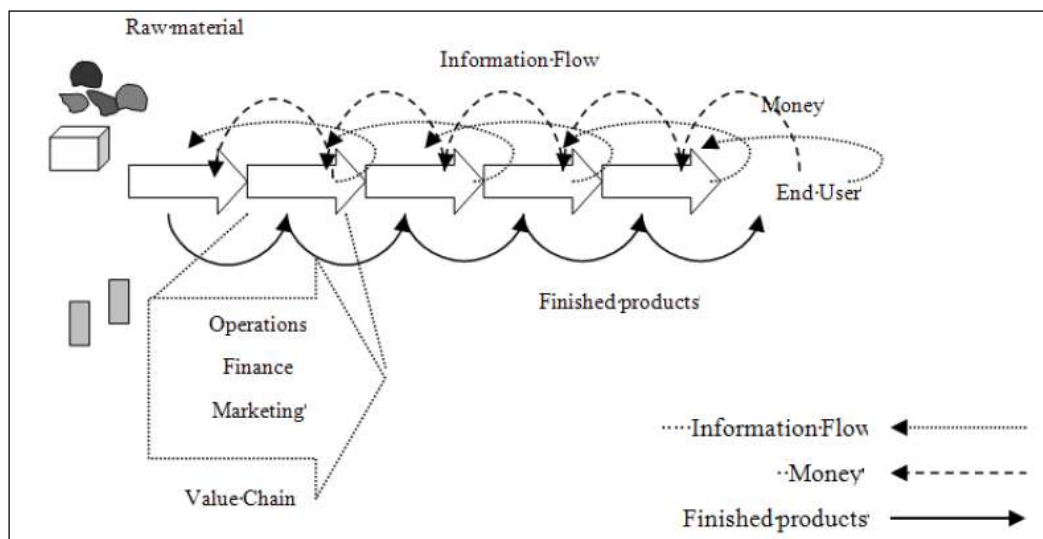 Raw·material
Information·Flow
Money
End·User
Finished·products
Operations
Finance
Marketing
Value·Chain
Information·Flow
Money
Finished·products